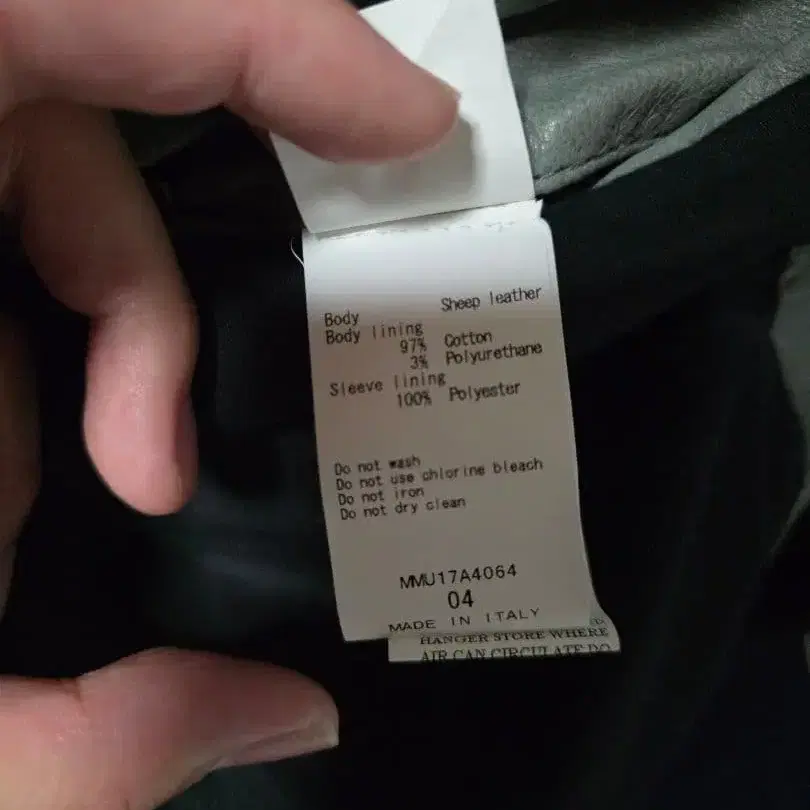 Body Sheep leather
Body lining
97% Cotton
3% Polyurethane
Sleeve lining
100% Polyester
Do not wash
Do not use chlorine bleach
Do not iron
Do not dry clean
MMU17A4064
04
MADE IN ITALY
HANGER STORE WHERE
AIR CAN CIRCULATE DO